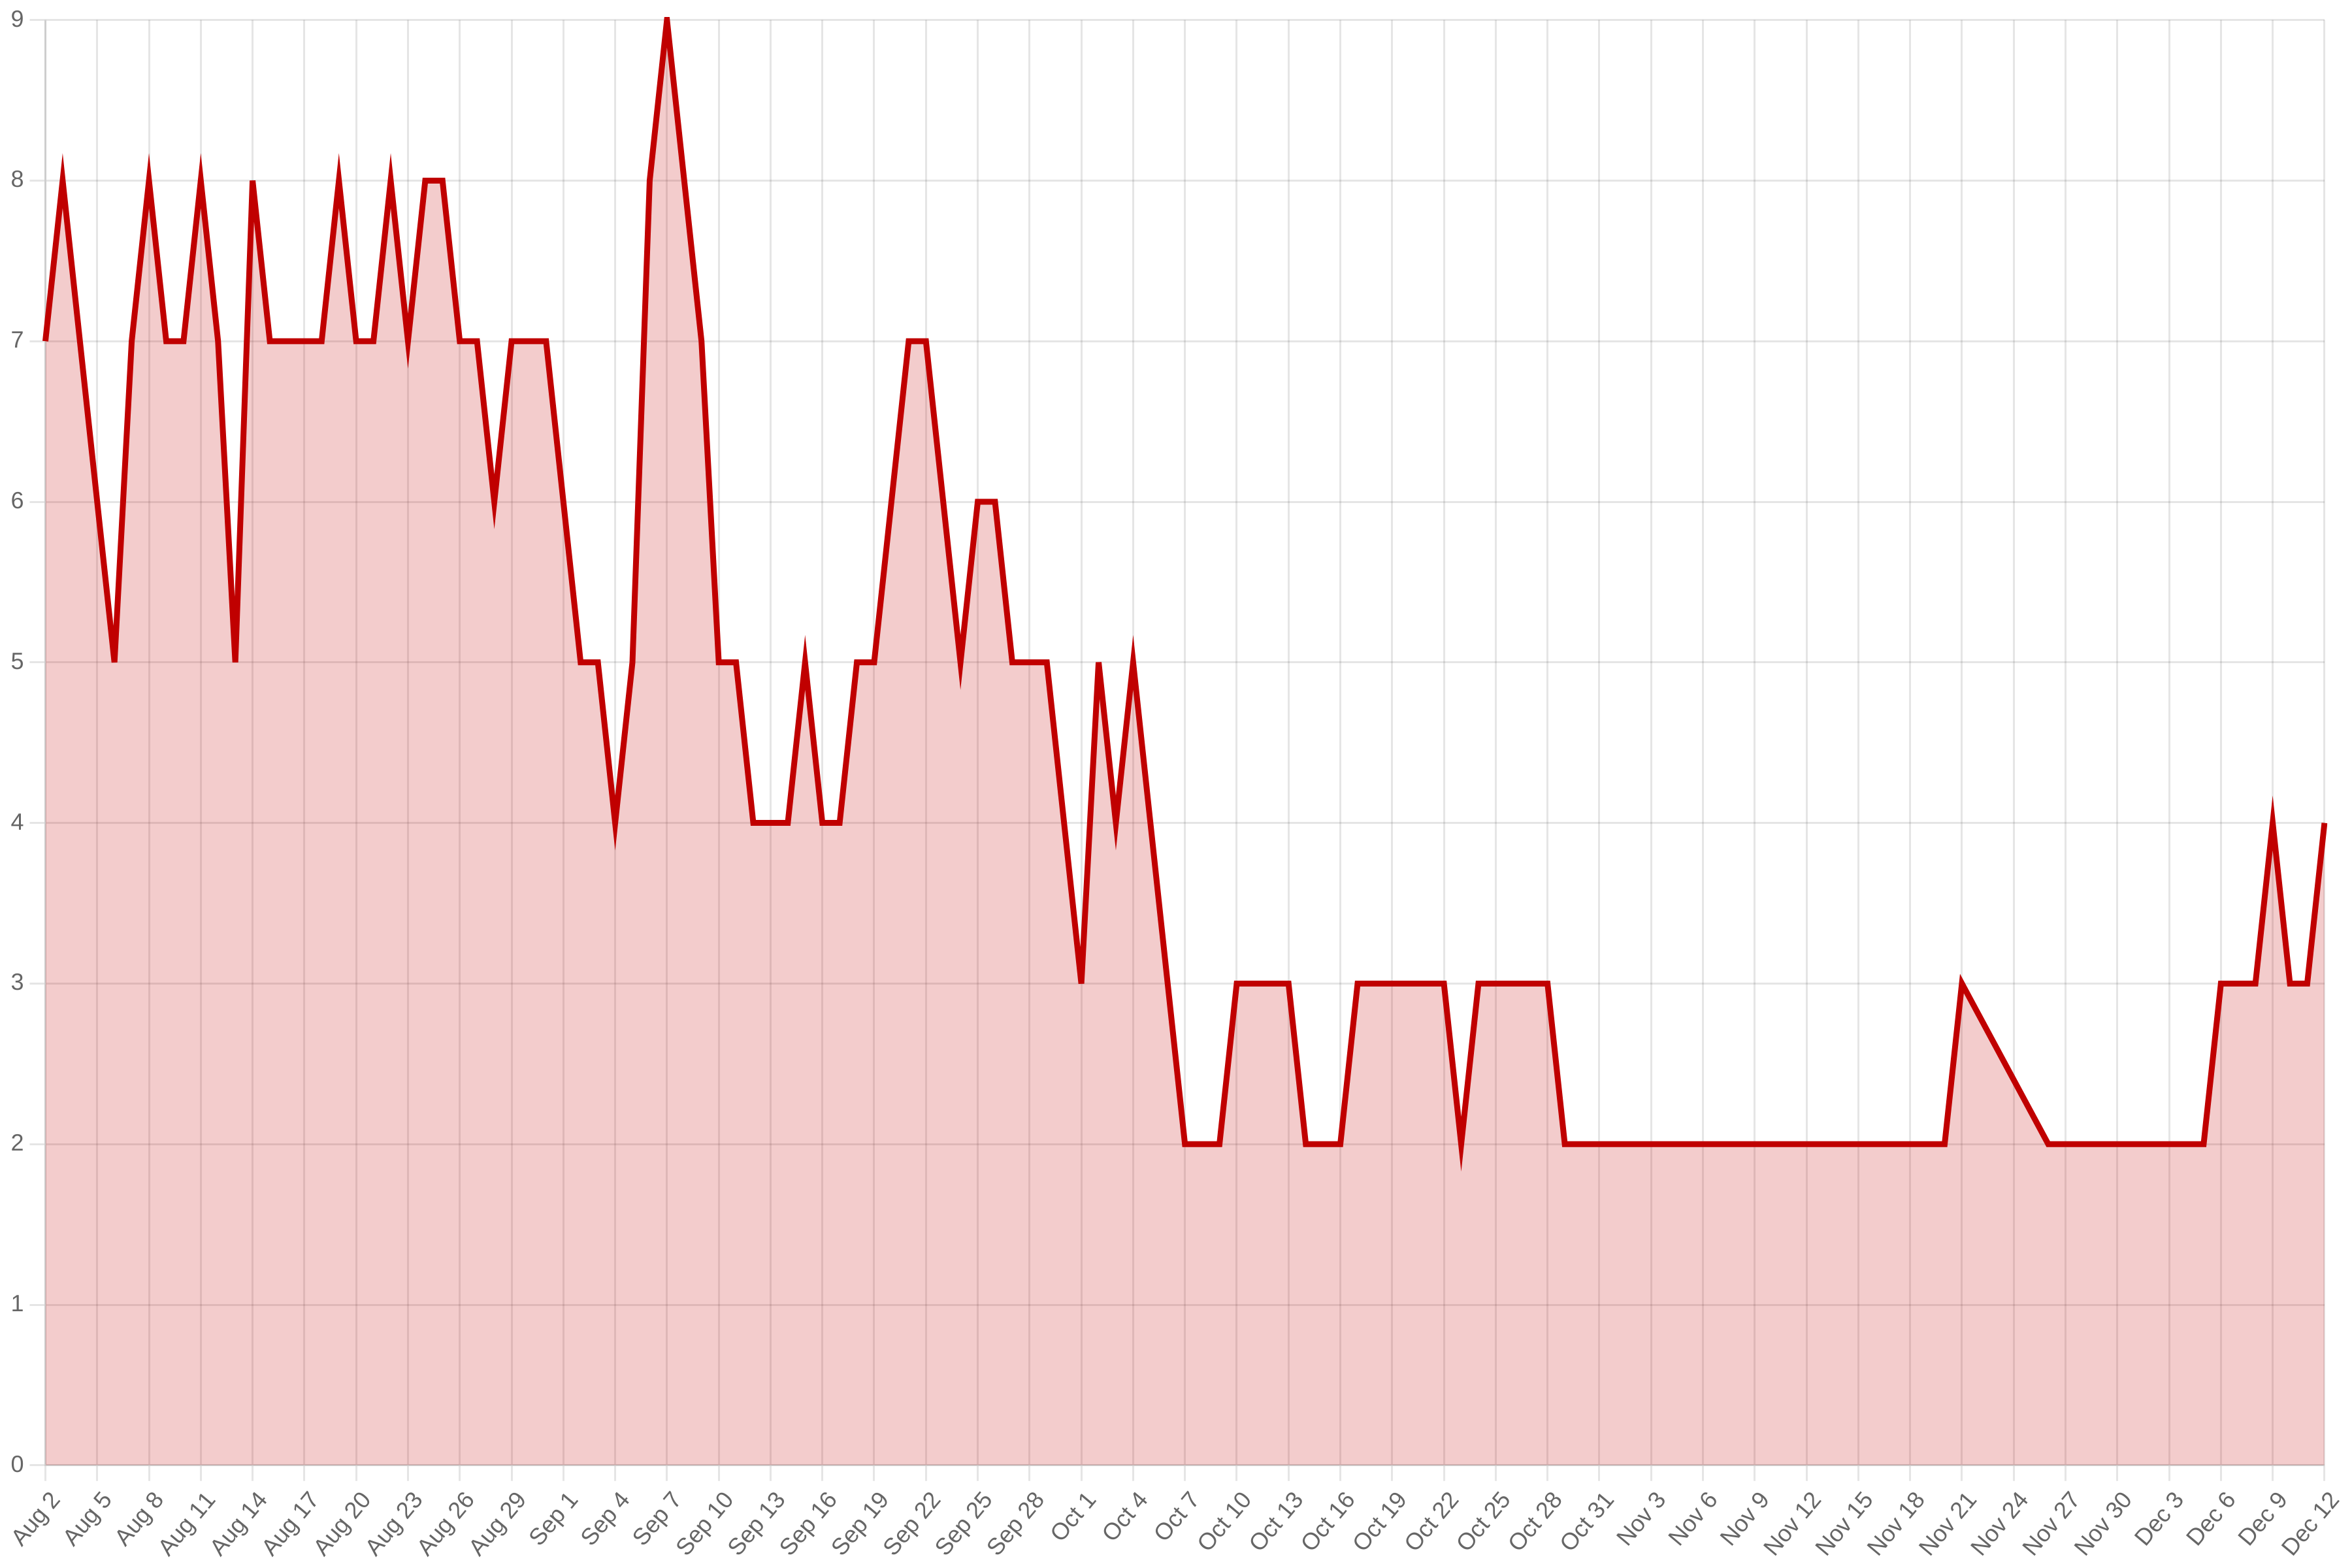 9
8
7
6
5
4
3
2
1
0
Aug 2
Aug 5
Aug 8
Aug 11
Aug 14
Aug 17
Aug 20
Aug 23
Aug 26
Aug 29
Sep 1
Sep 4
Sep 7
Sep 10
Sep 13
Sep 16
Sep 19
Sep 22
Sep 25
Sep 28
Oct 1
Oct 4
Oct 7
Oct 10
Oct 13
Oct 16
Oct 19
Oct 22
Oct 25
Oct 28
Oct 31
Nov 3
Nov 6
Nov 9
Nov 12
Nov 15
Nov 18
Nov 21
Nov 24
Nov 27
Nov 30
Dec 3
Dec 6
Dec 9
Dec 12